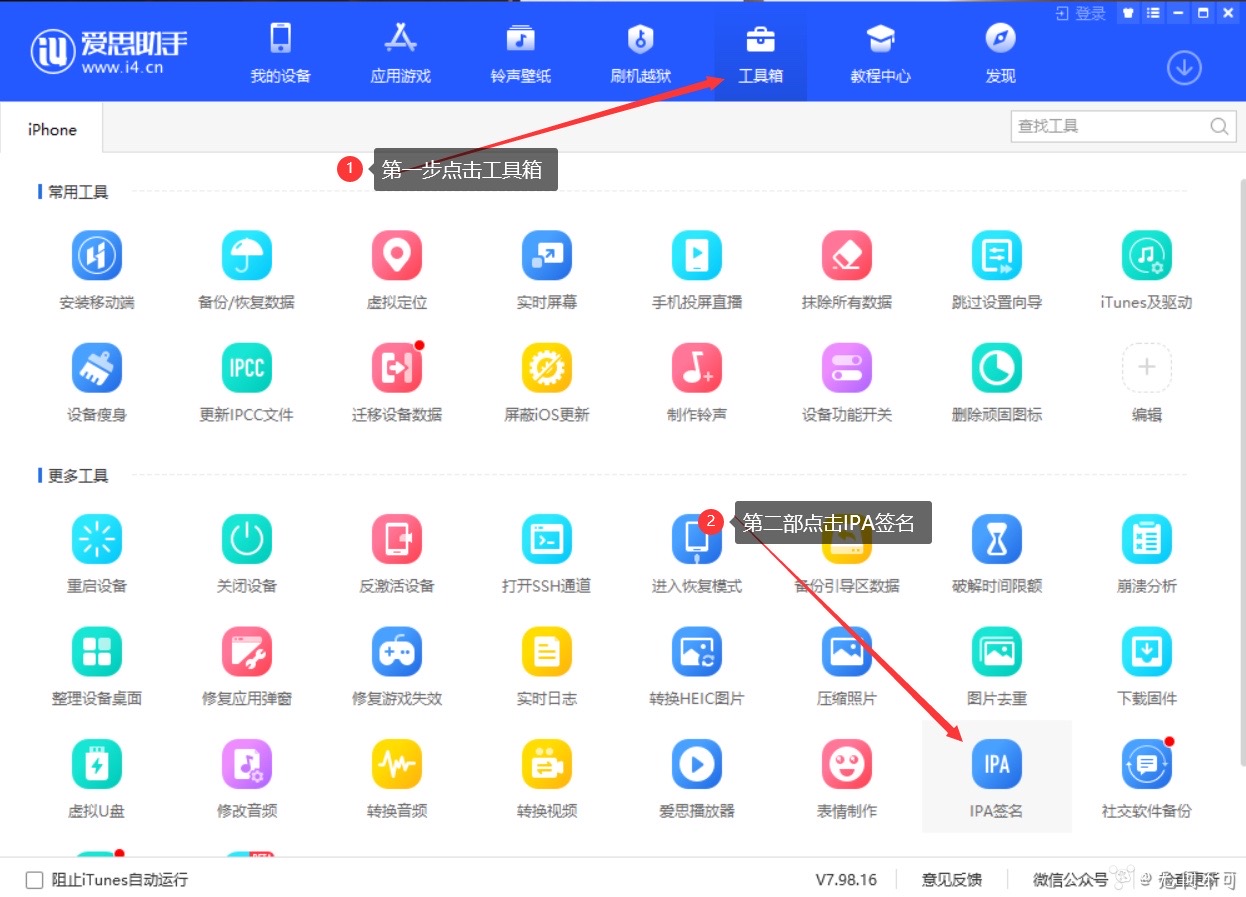 登录
爱思助手
www.i4.cn
我的设备
应用游戏
铃声壁纸
刷机越狱
工具箱
教程中心
发现
iPhone
查找工具
1 第一步点击工具箱
常用工具
安装移动端
备份/恢复数据
虚拟定位
实时屏幕
手机投屏直播
抹除所有数据
跳过设置向导
iTunes及驱动
IPCC
设备瘦身
更新IPCC文件
迁移设备数据
屏蔽iOS更新
制作铃声
设备功能开关
删除顽固图标
编辑
更多工具
2 第二部点击IPA签名
重启设备
关闭设备
反激活设备
打开SSH通道
进入恢复模式
备份引导区数据
破解时间限额
崩溃分析
整理设备桌面
修复应用弹窗
修复游戏失效
实时日志
转换HEIC图片
压缩照片
图片去重
下载固件
IPA
虚拟U盘
修改音频
转换音频
转换视频
爱思播放器
表情制作
IPA签名
社交软件备份
阻止iTunes自动运行
V7.98.16
意见反馈
微信公众号